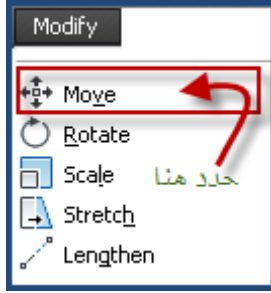 Modify
Move
Rotate
Scale
حدد هنا
Stretch
Lengthen